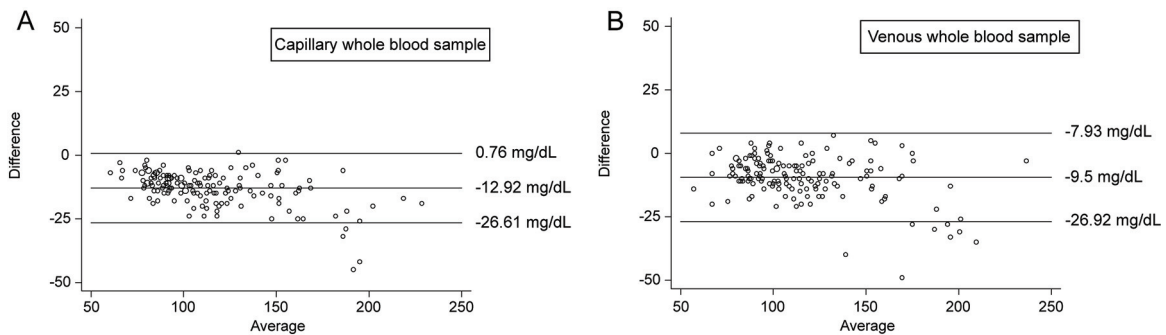 A
Capillary whole blood sample
50
25
0
-25
-50
Difference
0.76 mg/dL
-12.92 mg/dL
-26.61 mg/dL
50
100
150
200
250
Average
B
Venous whole blood sample
50
25
0
-25
-50
Difference
-7.93 mg/dL
-9.5 mg/dL
-26.92 mg/dL
50
100
150
200
250
Average